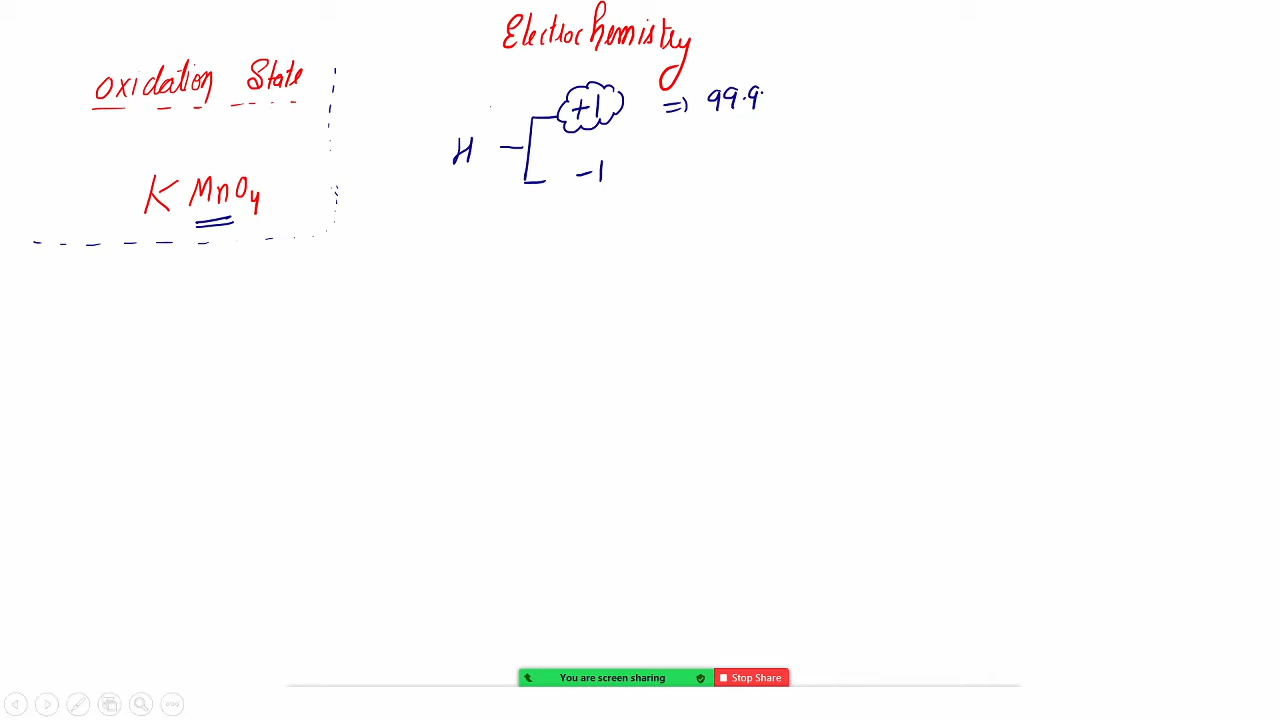 Electrochemistry
Oxidation State
+1 => 99.9
H
-1
KMnO4
You are screen sharing
Stop Share